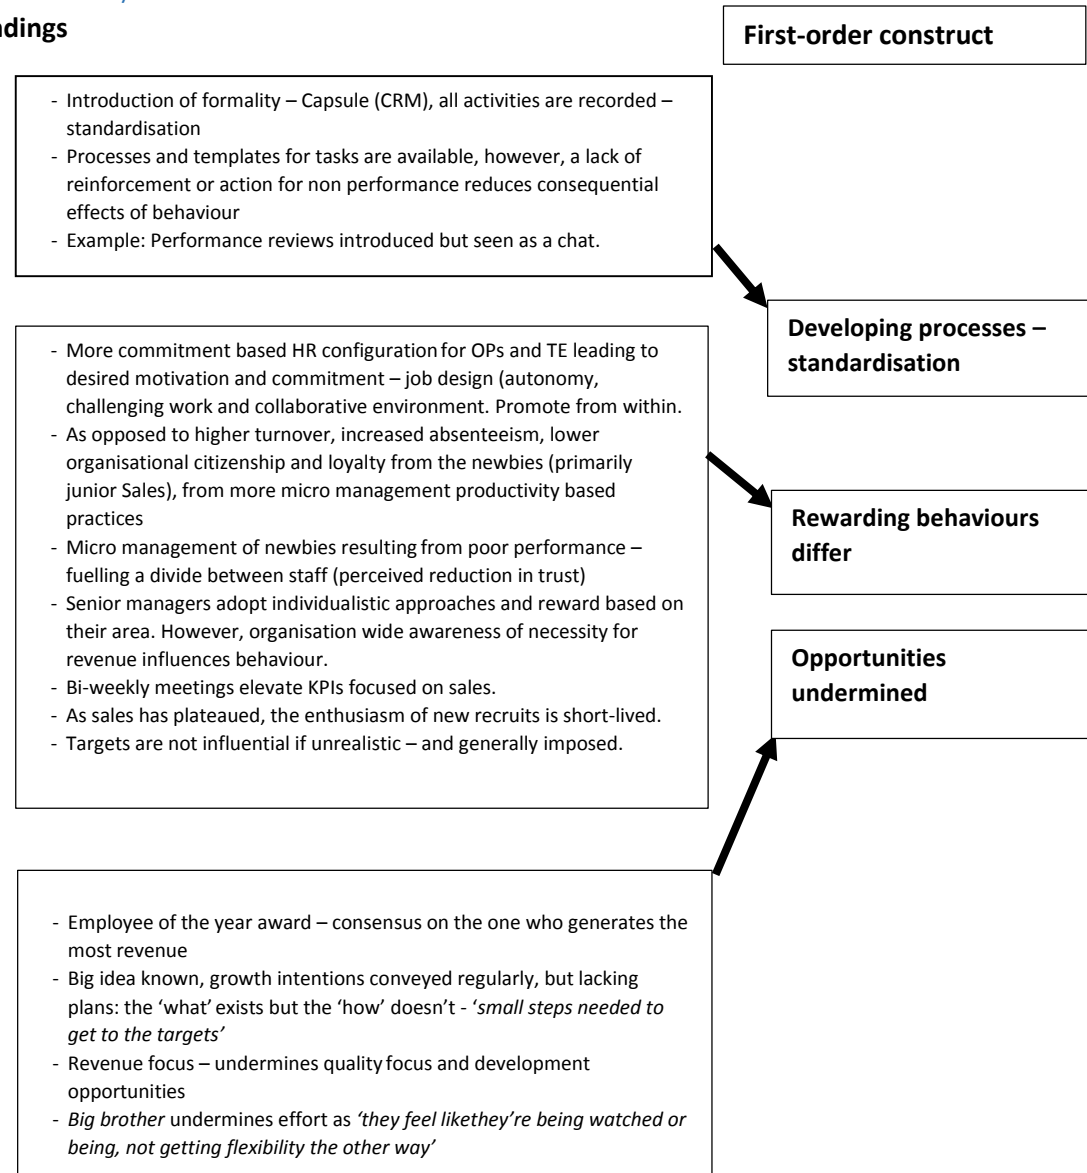 First-order construct
- Introduction of formality – Capsule (CRM), all activities are recorded –
standardisation
- Processes and templates for tasks are available, however, a lack of
reinforcement or action for non performance reduces consequential
effects of behaviour
- Example: Performance reviews introduced but seen as a chat.
Developing processes –
standardisation
- More commitment based HR configuration for OPs and TE leading to
desired motivation and commitment – job design (autonomy,
challenging work and collaborative environment. Promote from within.
- As opposed to higher turnover, increased absenteeism, lower
organisational citizenship and loyalty from the newbies (primarily
junior Sales), from more micro management productivity based
practices
- Micro management of newbies resulting from poor performance –
fuelling a divide between staff (perceived reduction in trust)
- Senior managers adopt individualistic approaches and reward based on
their area. However, organisation wide awareness of necessity for
revenue influences behaviour.
- Bi-weekly meetings elevate KPIs focused on sales.
- As sales has plateaued, the enthusiasm of new recruits is short-lived.
- Targets are not influential if unrealistic – and generally imposed.
Rewarding behaviours
differ
Opportunities
undermined
- Employee of the year award – consensus on the one who generates the
most revenue
- Big idea known, growth intentions conveyed regularly, but lacking
plans: the ‘what’ exists but the ‘how’ doesn’t - ‘small steps needed to
get to the targets’
- Revenue focus – undermines quality focus and development
opportunities
- Big brother undermines effort as ‘they feel likethey’re being watched or
being, not getting flexibility the other way’